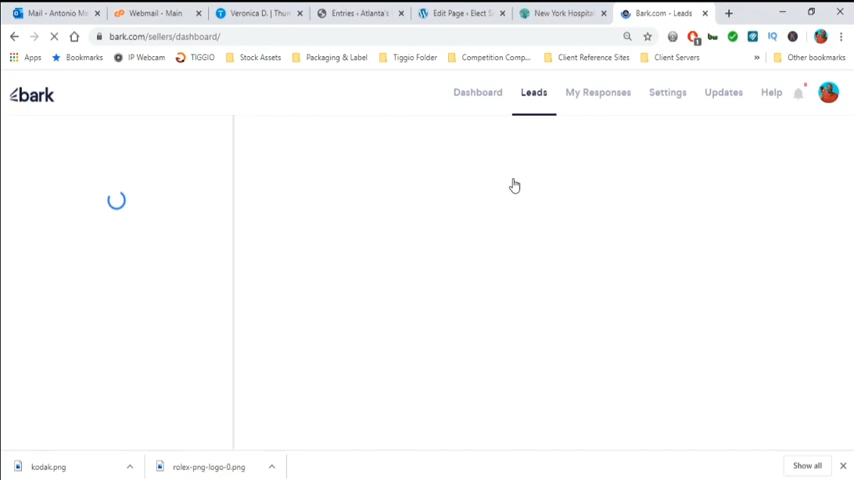 Mail - Antonio M
Webmail - Main
Veronica D. | Thum
Entries ‹ Atlanta's
Edit Page ‹ Elect S
New York Hospital
Bark.com - Leads
bark.com/sellers/dashboard/
Apps
Bookmarks
IP Webcam
TIGGIO
Stock Assets
Packaging & Label
Tiggio Folder
Competition Comp...
Client Reference Sites
Client Servers
»
Other bookmarks
bark
Dashboard
Leads
My Responses
Settings
Updates
Help
kodak.png
rolex-png-logo-0.png
Show all